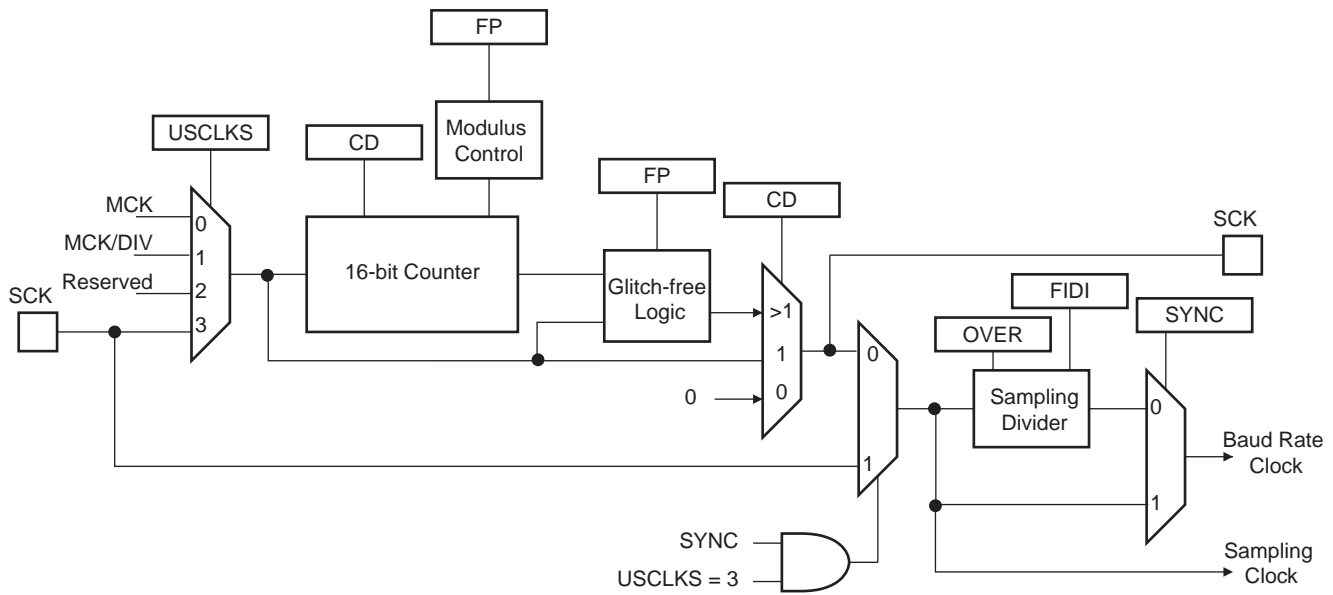 FP
USCLKS
CD
Modulus
Control
FP
CD
MCK
0
SCK
MCK/DIV
1
16-bit Counter
Reserved
2
Glitch-free
Logic
FIDI
SCK
3
>1
SYNC
OVER
1
0
0
0
Sampling
Divider
0
Baud Rate
Clock
1
1
SYNC
USCLKS = 3
Sampling
Clock